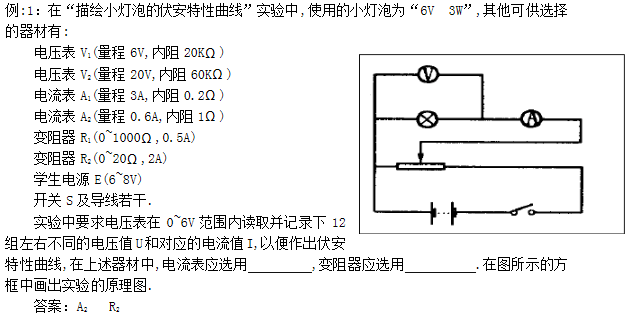 例:1：在“描绘小灯泡的伏安特性曲线”实验中,使用的小灯泡为“6V 3W”,其他可供选择
的器材有:
电压表 V₁(量程 6V,内阻 20KΩ)
电压表 V₂(量程 20V,内阻 60KΩ)
电流表 A₁(量程 3A,内阻 0.2Ω)
电流表 A₂(量程 0.6A,内阻 1Ω)
变阻器 R₁(0~1000Ω,0.5A)
变阻器 R₂(0~20Ω,2A)
学生电源 E(6~8V)
开关 S 及导线若干.
实验中要求电压表在 0~6V 范围内读取并记录下 12
组左右不同的电压值 U 和对应的电流值 I,以便作出伏安
特性曲线,在上述器材中,电流表应选用________,变阻器应选用________.在图所示的方
框中画出实验的原理图.
答案：A₂ R₂
V
A